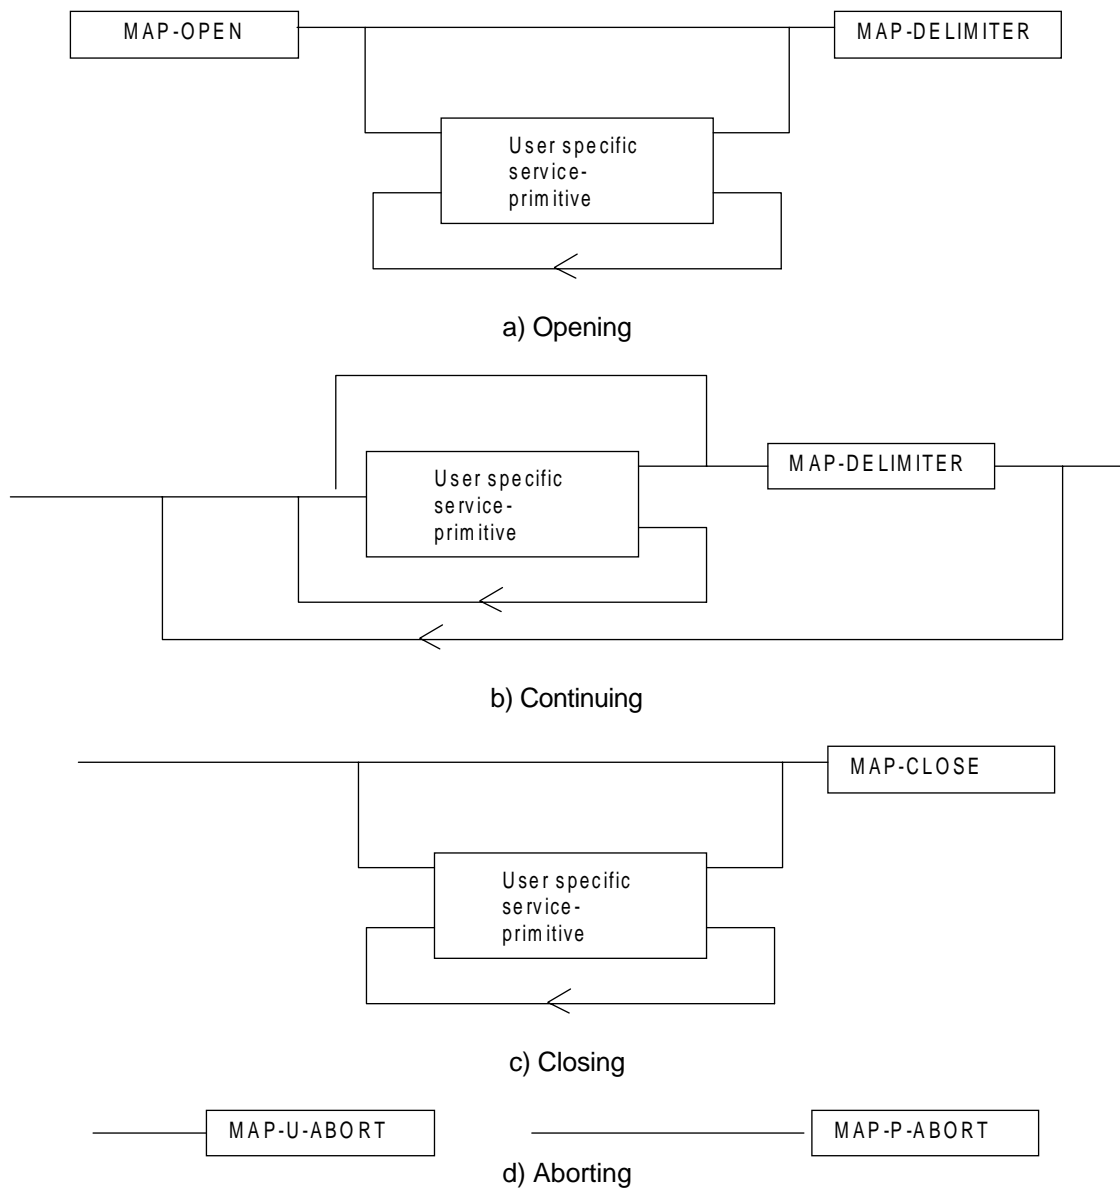 MAP-OPEN
MAP-DELIMITER
User specific
service-
primitive
a) Opening
User specific
service-
primitive
MAP-DELIMITER
b) Continuing
MAP-CLOSE
User specific
service-
primitive
c) Closing
MAP-U-ABORT
MAP-P-ABORT
d) Aborting